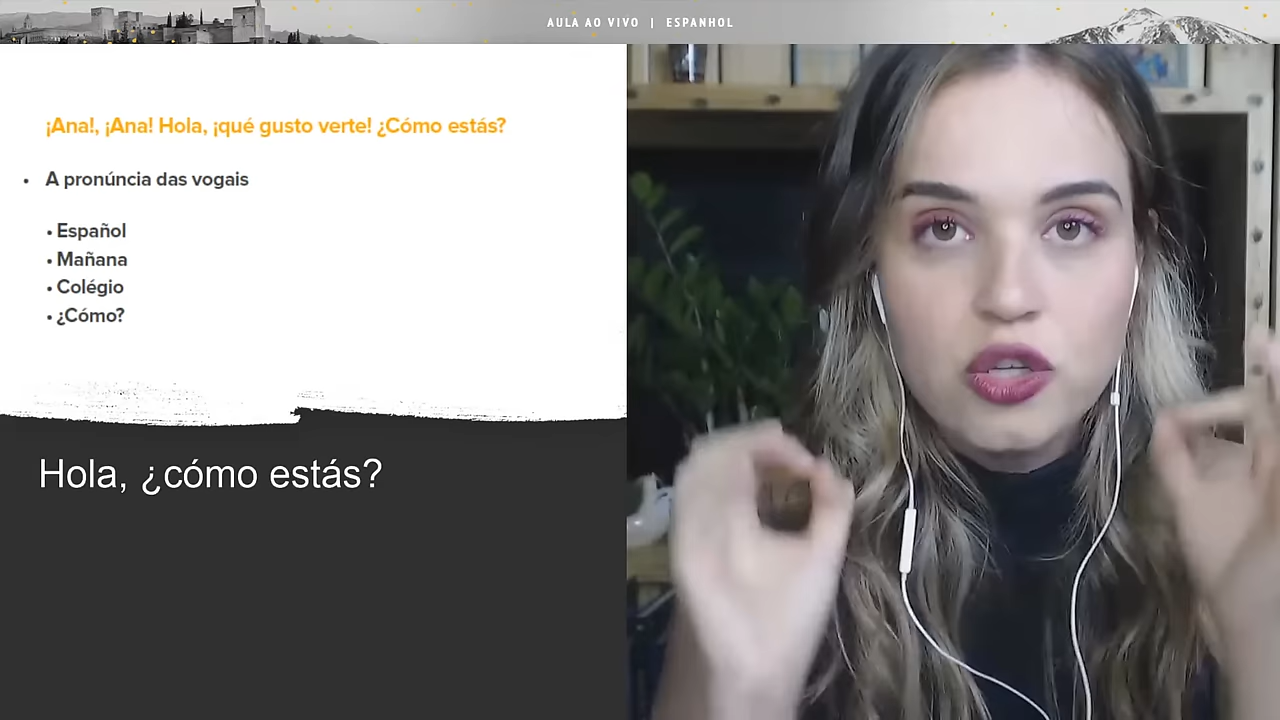 AULA AO VIVO | ESPANHOL
¡Ana!, ¡Ana! Hola, ¡qué gusto verte! ¿Cómo estás?
• A pronúncia das vogais
• Español
• Mañana
• Colégio
• ¿Cómo?
Hola, ¿cómo estás?